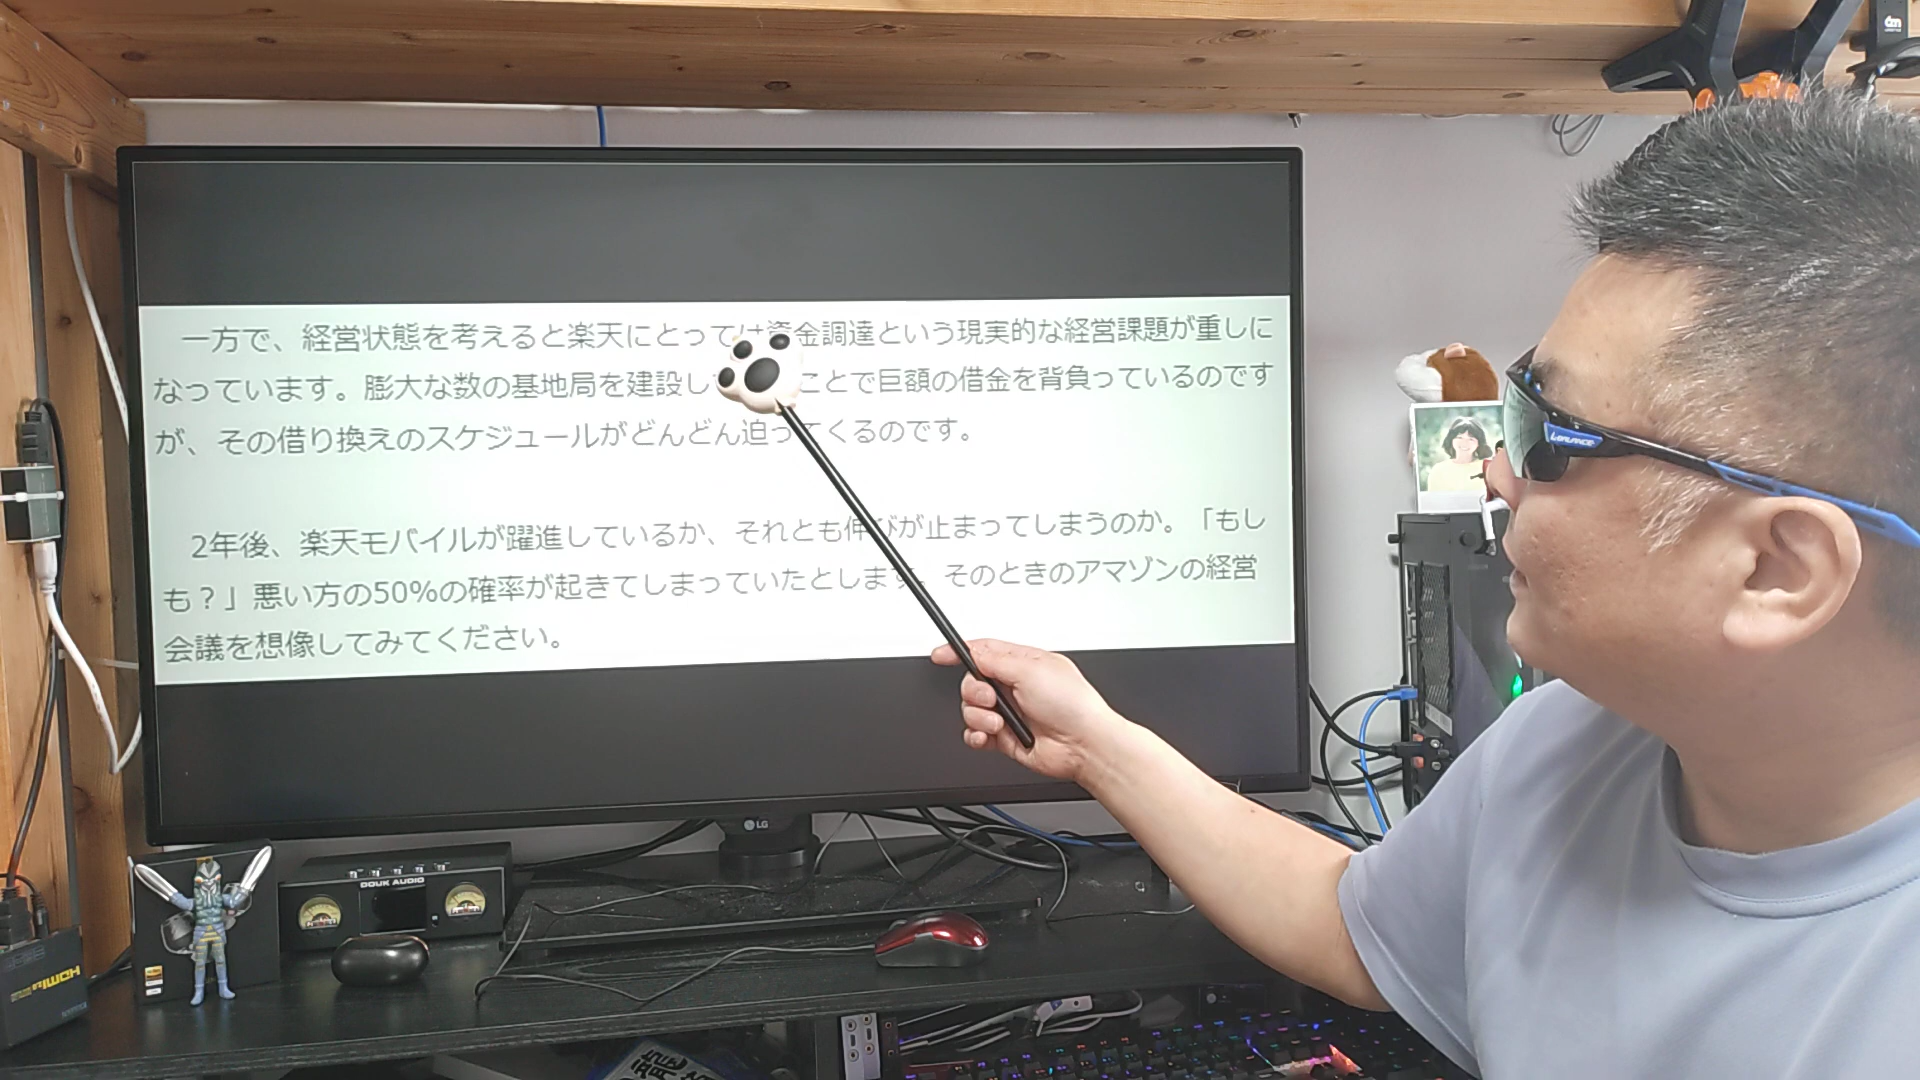 一方で、経営状態を考えると楽天にとっては資金調達という現実的な経営課題が重しに
なっています。膨大な数の基地局を建設し ことで巨額の借金を背負っているのです
が、その借り換えのスケジュールがどんどん迫ってくるのです。
2年後、楽天モバイルが躍進しているか、それとも伸びが止まってしまうのか。「もし
も？」悪い方の50%の確率が起きてしまっていたとします。そのときのアマゾンの経営
会議を想像してみてください。
LG
DOUK AUDIO
HDMI